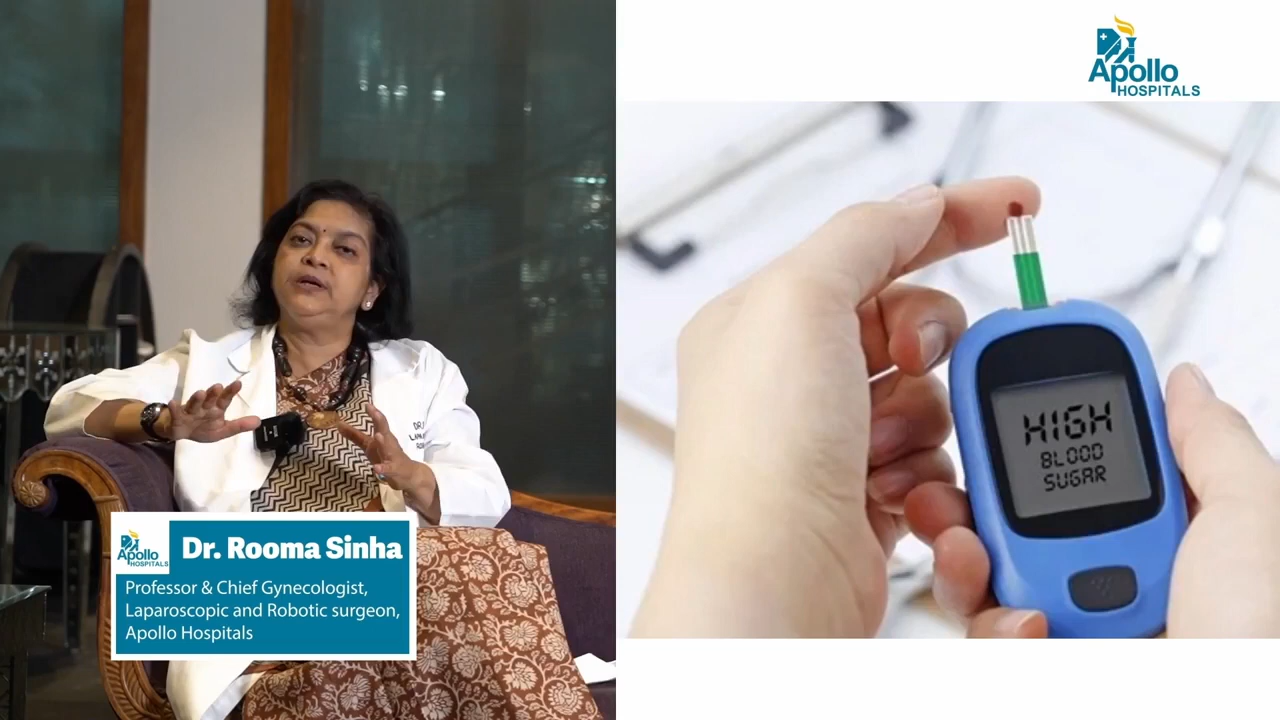 Apollo
HOSPITALS
HIGH
BLOOD
SUGAR
DR.
Apollo
HOSPITALS
Dr. Rooma Sinha
Professor & Chief Gynecologist,
Laparoscopic and Robotic surgeon,
Apollo Hospitals